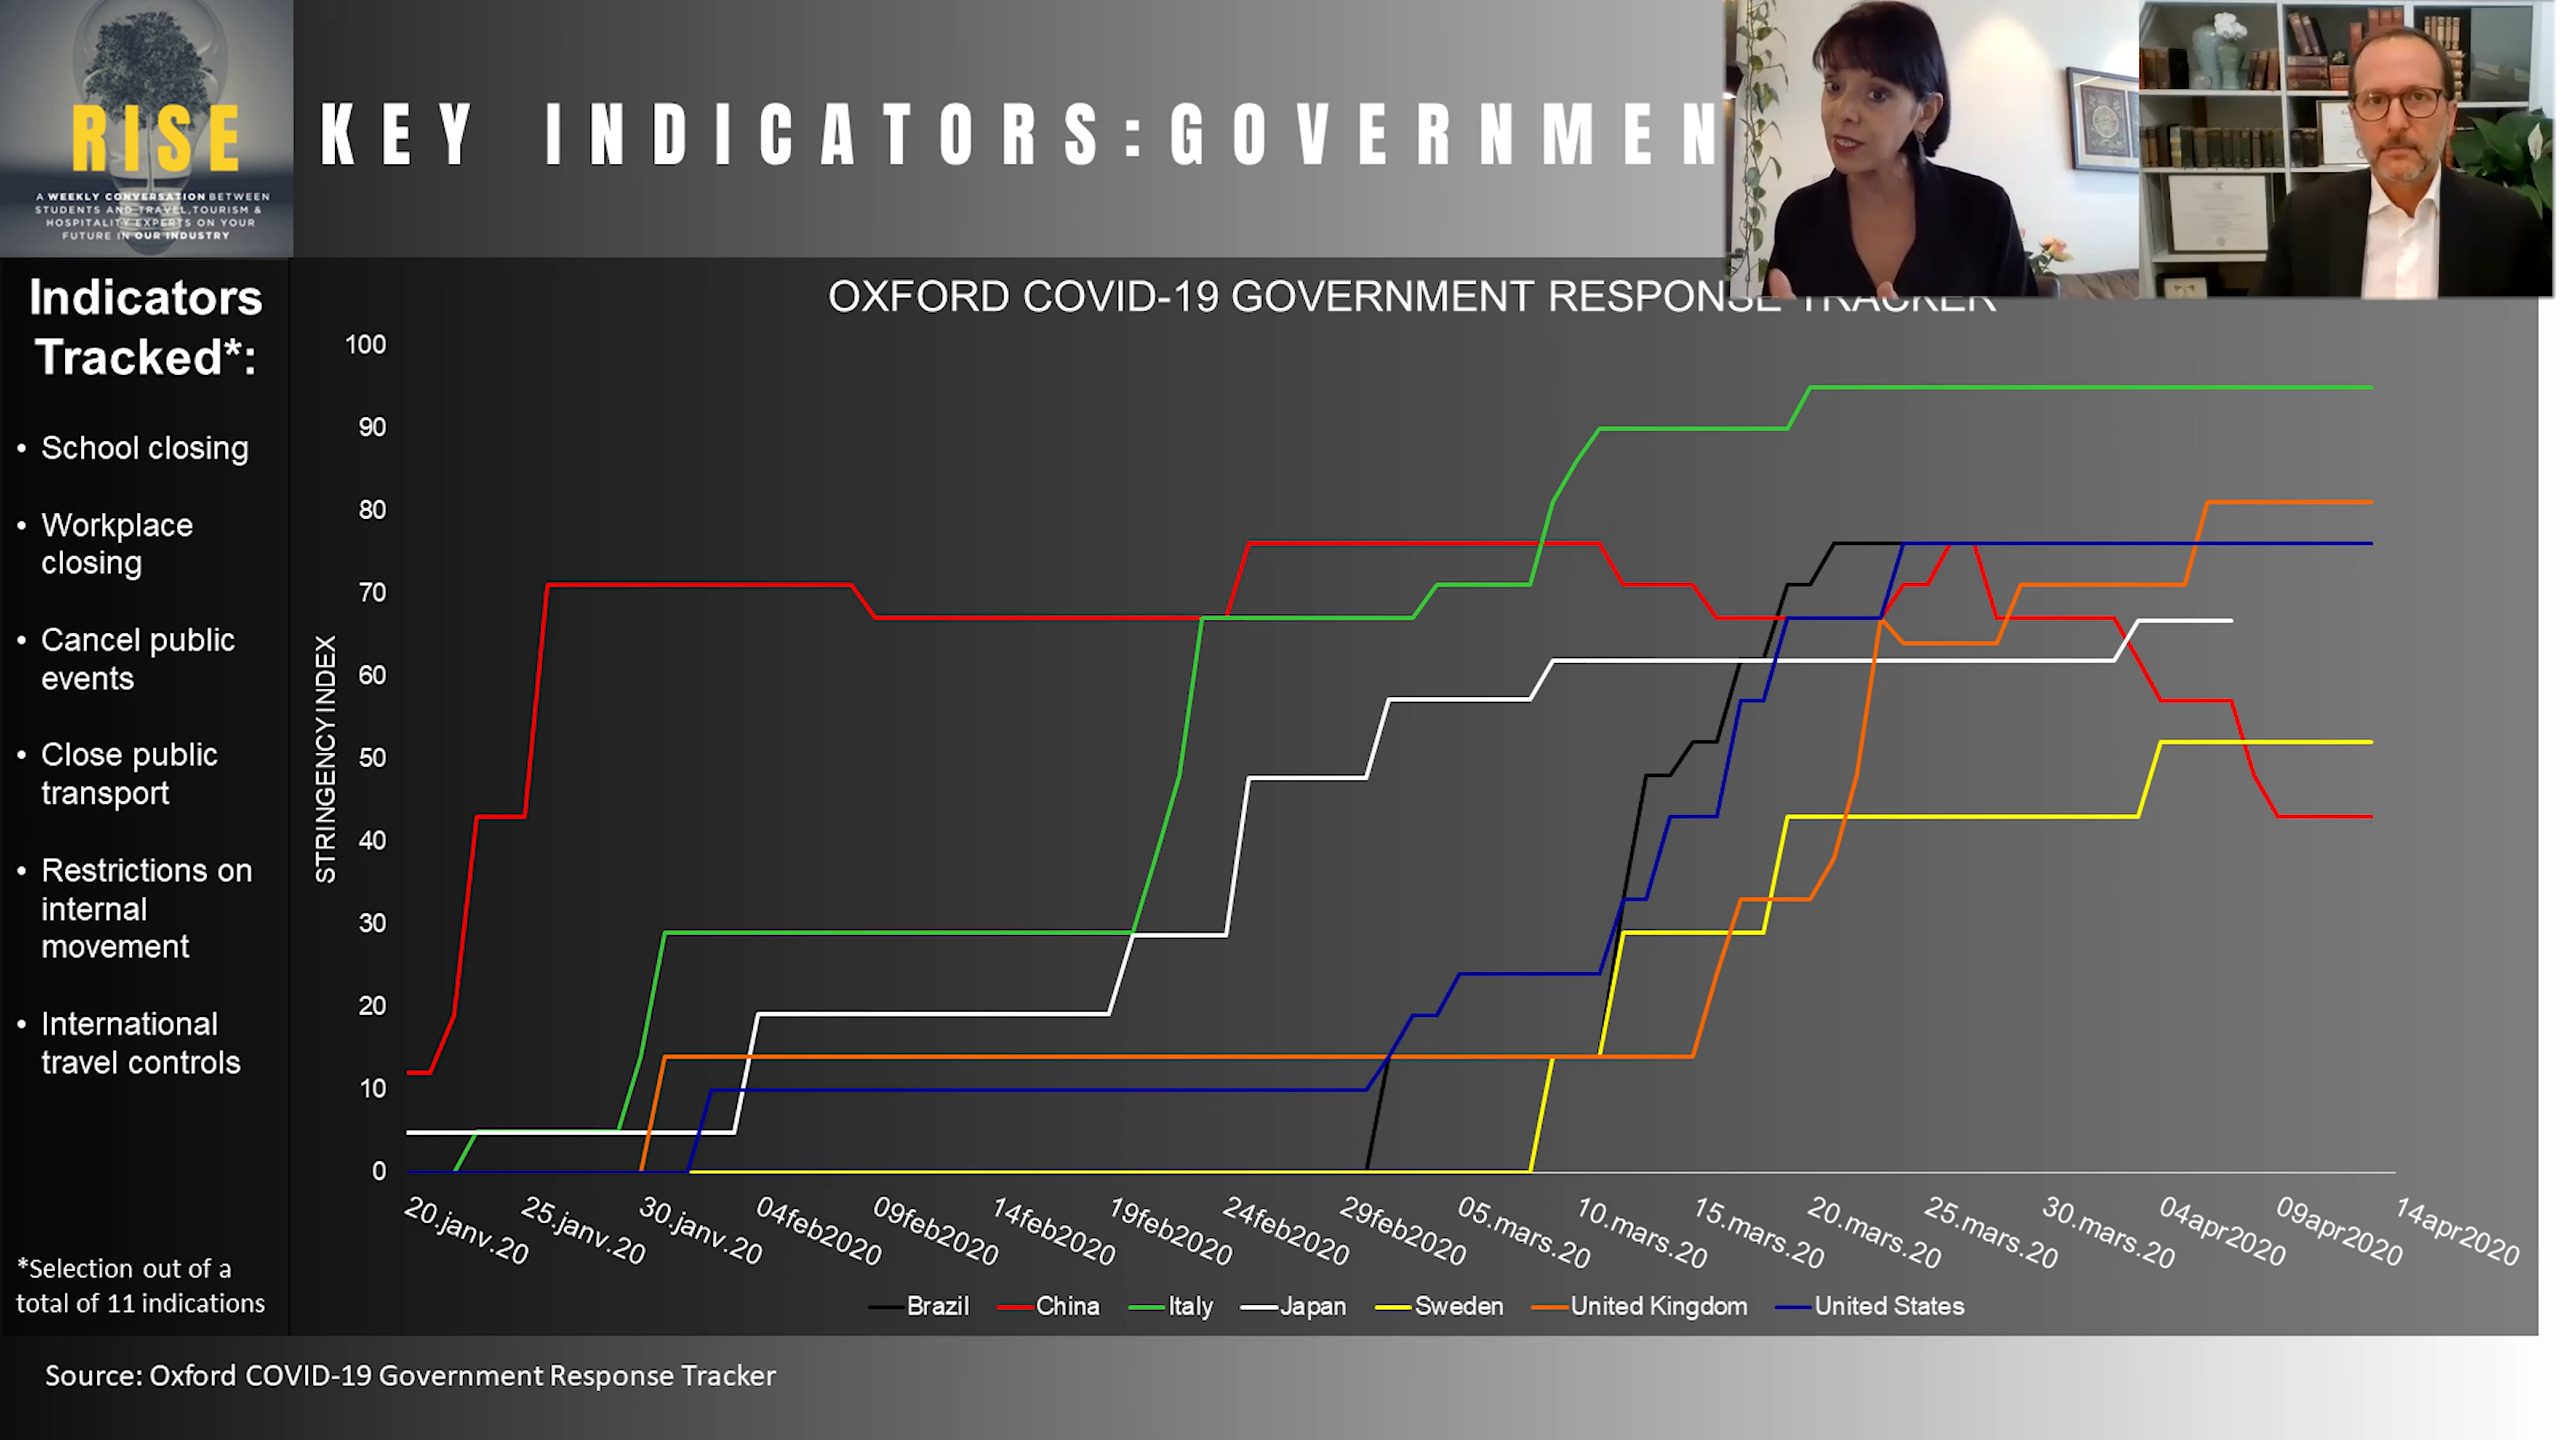 RISE
A WEEKLY CONVERSATION BETWEEN
STUDENTS AND TRAVEL, TOURISM &
HOSPITALITY EXPERTS ON YOUR
FUTURE IN OUR INDUSTRY
KEY INDICATORS:GOVERNMEN
Indicators
Tracked*:
• School closing
• Workplace
closing
• Cancel public
events
• Close public
transport
• Restrictions on
internal
movement
• International
travel controls
*Selection out of a
total of 11 indications
OXFORD COVID-19 GOVERNMENT RESPONSE TRACKER
STRINGENCY INDEX
100
90
80
70
60
50
40
30
20
10
0
20.janv.20
25.janv.20
30.janv.20
04feb2020
09feb2020
14feb2020
19feb2020
24feb2020
29feb2020
05.mars.20
10.mars.20
15.mars.20
20.mars.20
25.mars.20
30.mars.20
04apr2020
09apr2020
14apr2020
Brazil China Italy Japan Sweden United Kingdom United States
Source: Oxford COVID-19 Government Response Tracker